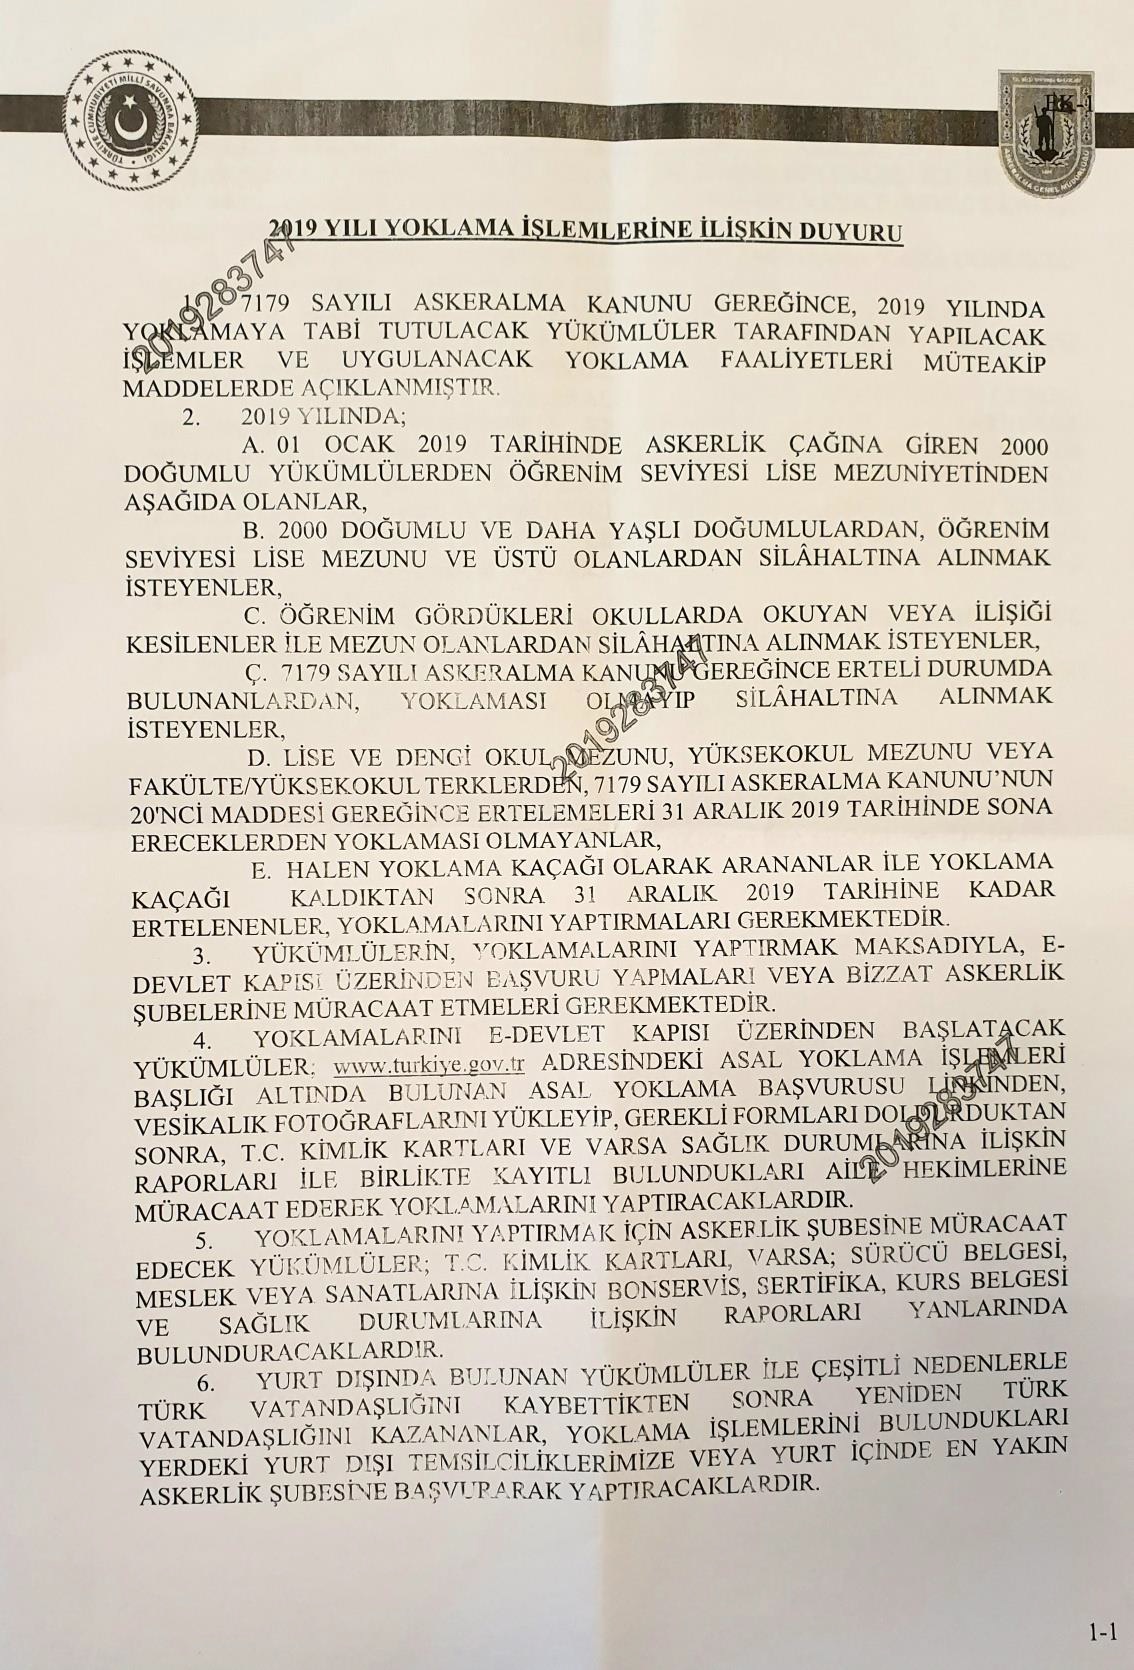 TÜRKİYE CUMHURİYETİ MİLLİ SAVUNMA BAKANLIĞI
EK-1
ASKERALMA GENEL MÜDÜRLÜĞÜ
2019 YILI YOKLAMA İŞLEMLERİNE İLİŞKİN DUYURU
2019283747
1. 7179 SAYILI ASKERALMA KANUNU GEREĞİNCE, 2019 YILINDA
YOKLAMAYA TABİ TUTULACAK YÜKÜMLÜLER TARAFINDAN YAPILACAK
İŞLEMLER VE UYGULANACAK YOKLAMA FAALİYETLERİ MÜTEAKİP
MADDELERDE AÇIKLANMIŞTIR.
2. 2019 YILINDA;
A. 01 OCAK 2019 TARİHİNDE ASKERLİK ÇAĞINA GİREN 2000
DOĞUMLU YÜKÜMLÜLERDEN ÖĞRENİM SEVİYESİ LİSE MEZUNİYETİNDEN
AŞAĞIDA OLANLAR,
B. 2000 DOĞUMLU VE DAHA YAŞLI DOĞUMLULARDAN, ÖĞRENİM
SEVİYESİ LİSE MEZUNU VE ÜSTÜ OLANLARDAN SİLÂHALTINA ALINMAK
İSTEYENLER,
C. ÖĞRENİM GÖRDÜKLERİ OKULLARDA OKUYAN VEYA İLİŞİĞİ
KESİLENLER İLE MEZUN OLANLARDAN SİLÂHALTINA ALINMAK İSTEYENLER,
Ç. 7179 SAYILI ASKERALMA KANUNU GEREĞİNCE ERTELİ DURUMDA
BULUNANLARDAN, YOKLAMASI OLMAYIP SİLÂHALTINA ALINMAK
İSTEYENLER,
2019283747
D. LİSE VE DENGİ OKUL MEZUNU, YÜKSEKOKUL MEZUNU VEYA
FAKÜLTE/YÜKSEKOKUL TERKLERDEN, 7179 SAYILI ASKERALMA KANUNU'NUN
20'NCİ MADDESİ GEREĞİNCE ERTELEMELERİ 31 ARALIK 2019 TARİHİNDE SONA
ERECEKLERDEN YOKLAMASI OLMAYANLAR,
E. HALEN YOKLAMA KAÇAĞI OLARAK ARANANLAR İLE YOKLAMA
KAÇAĞI KALDIKTAN SONRA 31 ARALIK 2019 TARİHİNE KADAR
ERTELENENLER, YOKLAMALARINI YAPTIRMALARI GEREKMEKTEDİR.
3. YÜKÜMLÜLERİN, YOKLAMALARINI YAPTIRMAK MAKSADIYLA, E-
DEVLET KAPISI ÜZERİNDEN BAŞVURU YAPMALARI VEYA BİZZAT ASKERLİK
ŞUBELERİNE MÜRACAAT ETMELERİ GEREKMEKTEDİR.
4. YOKLAMALARINI E-DEVLET KAPISI ÜZERİNDEN BAŞLATACAK
YÜKÜMLÜLER; www.turkiye.gov.tr ADRESİNDEKİ ASAL YOKLAMA İŞLEMLERİ
BAŞLIĞI ALTINDA BULUNAN ASAL YOKLAMA BAŞVURUSU LİNKİNDEN,
VESİKALIK FOTOĞRAFLARINI YÜKLEYİP, GEREKLİ FORMLARI DOLDURDUKTAN
SONRA, T.C. KİMLİK KARTLARI VE VARSA SAĞLIK DURUMLARINA İLİŞKİN
RAPORLARI İLE BİRLİKTE KAYITLI BULUNDUKLARI AİLE HEKİMLERİNE
MÜRACAAT EDEREK YOKLAMALARINI YAPTIRACAKLARDIR.
2019283747
5. YOKLAMALARINI YAPTIRMAK İÇİN ASKERLİK ŞUBESİNE MÜRACAAT
EDECEK YÜKÜMLÜLER; T.C. KİMLİK KARTLARI, VARSA; SÜRÜCÜ BELGESİ,
MESLEK VEYA SANATLARINA İLİŞKİN BONSERVİS, SERTİFİKA, KURS BELGESİ
VE SAĞLIK DURUMLARINA İLİŞKİN RAPORLARI YANLARINDA
BULUNDURACAKLARDIR.
6. YURT DIŞINDA BULUNAN YÜKÜMLÜLER İLE ÇEŞİTLİ NEDENLERLE
TÜRK VATANDAŞLIĞINI KAYBETTİKTEN SONRA YENİDEN TÜRK
VATANDAŞLIĞINI KAZANANLAR, YOKLAMA İŞLEMLERİNİ BULUNDUKLARI
YERDEKİ YURT DIŞI TEMSİLCİLİKLERİMİZE VEYA YURT İÇİNDE EN YAKIN
ASKERLİK ŞUBESİNE BAŞVURARAK YAPTIRACAKLARDIR.
1-1